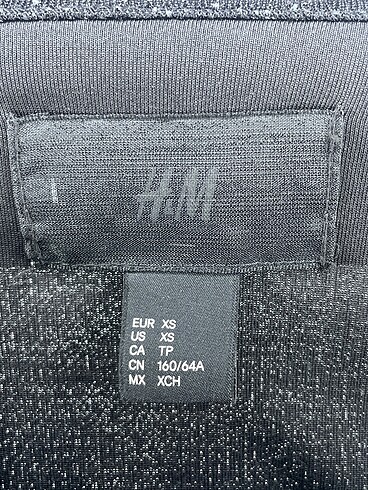 H&M
EUR XS
US XS
CA TP
CN 160/64A
MX XCH